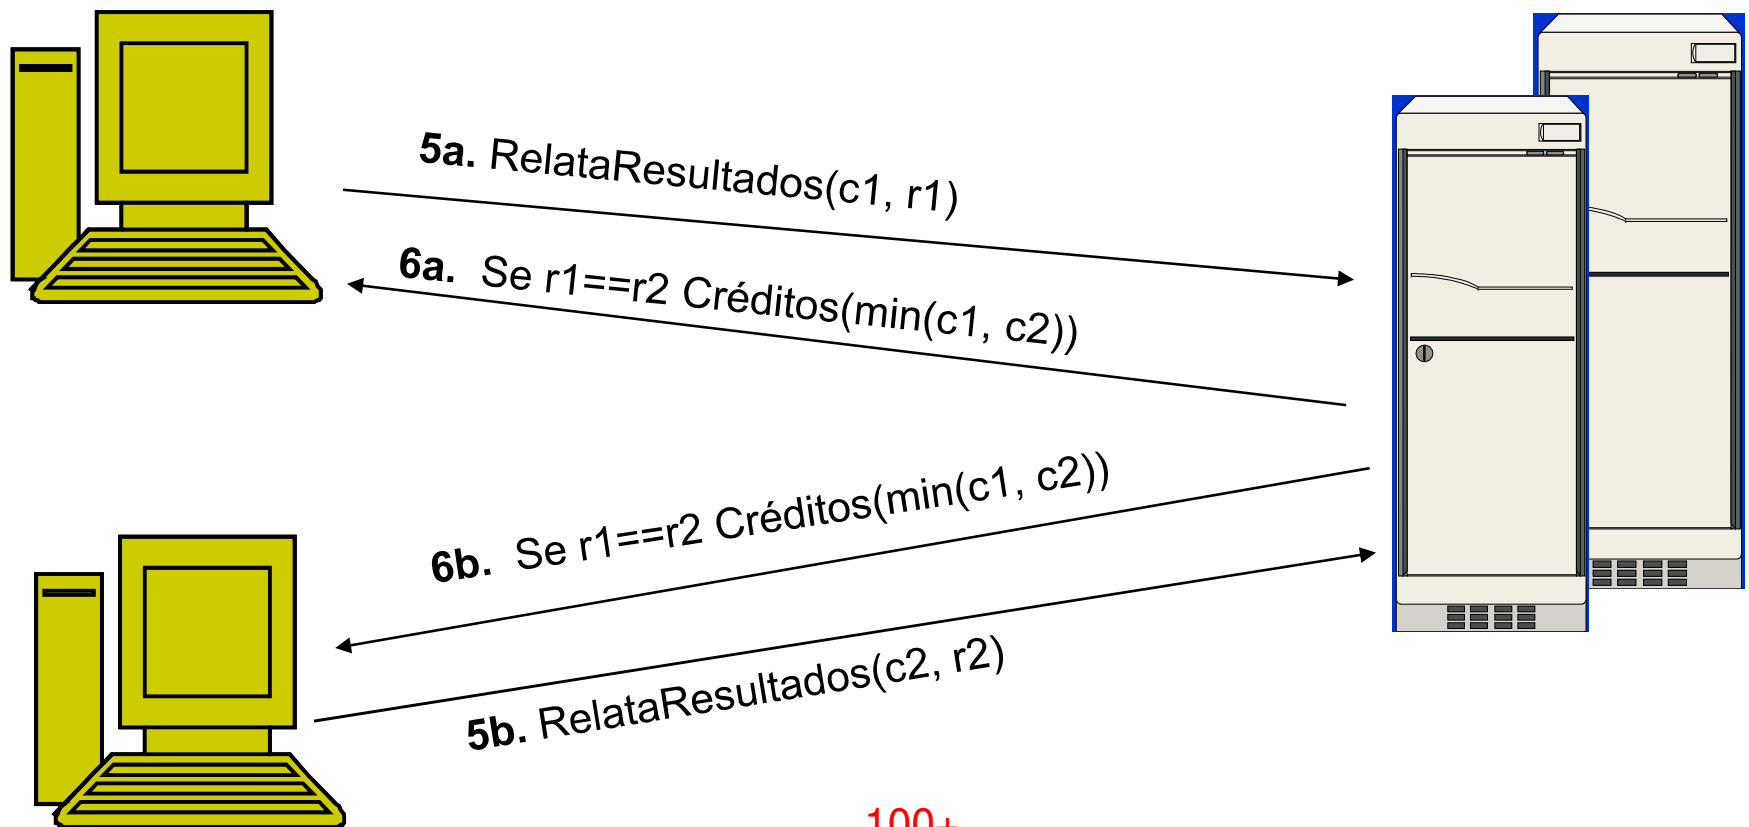 5a. RelataResultados(c1, r1)
6a. Se r1==r2 Créditos(min(c1, c2))
6b. Se r1==r2 Créditos(min(c1, c2))
5b. RelataResultados(c2, r2)
100+